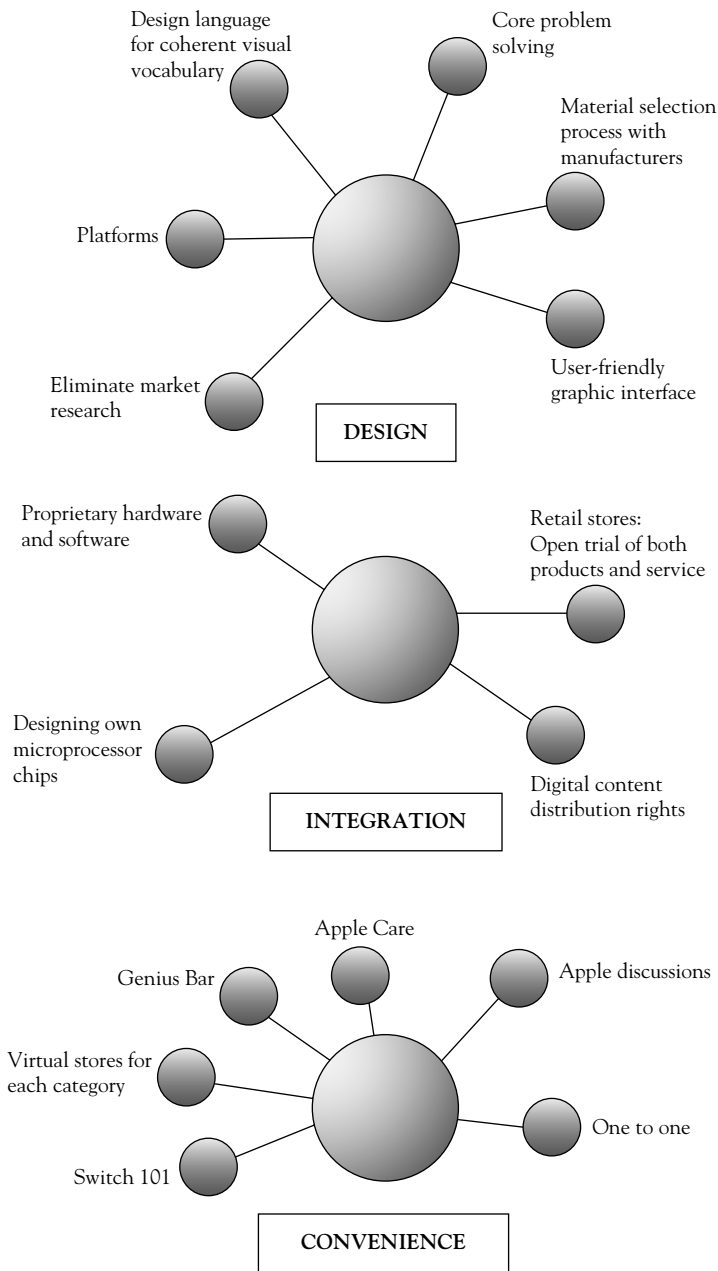 Design language
for coherent visual
vocabulary
Core problem
solving
Material selection
process with
manufacturers
Platforms
User-friendly
graphic interface
Eliminate market
research
DESIGN
Proprietary hardware
and software
Retail stores:
Open trial of both
products and service
Designing own
microprocessor
chips
Digital content
distribution rights
INTEGRATION
Apple Care
Genius Bar
Apple discussions
Virtual stores for
each category
One to one
Switch 101
CONVENIENCE